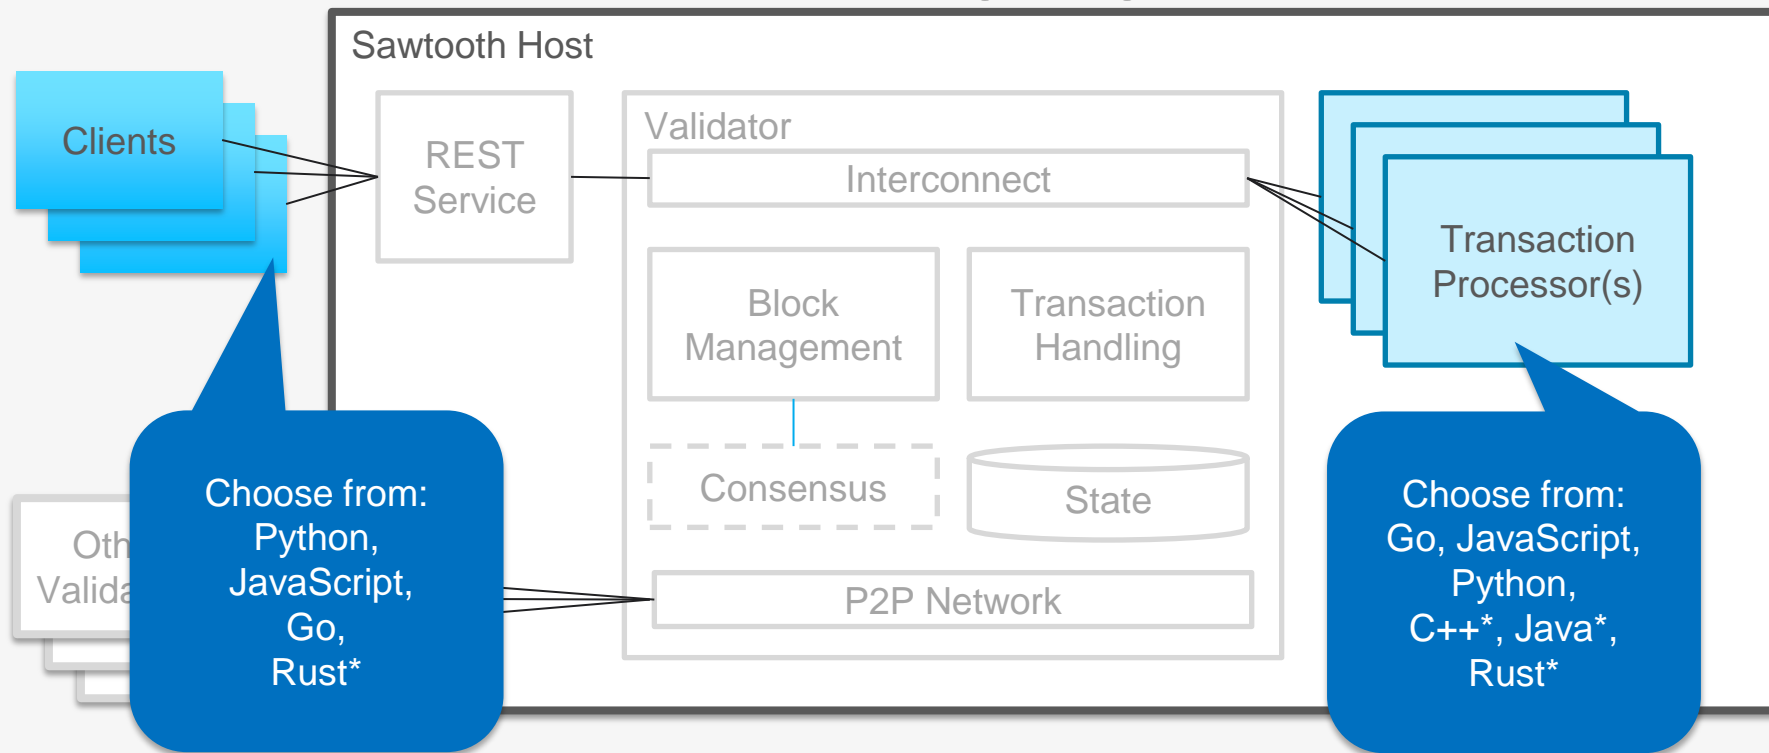 Sawtooth Host
Clients
REST
Service
Validator
Interconnect
Transaction
Processor(s)
Block
Management
Transaction
Handling
Consensus
State
P2P Network
Choose from:
Python,
JavaScript,
Go,
Rust*
Choose from:
Go, JavaScript,
Python,
C++*, Java*,
Rust*